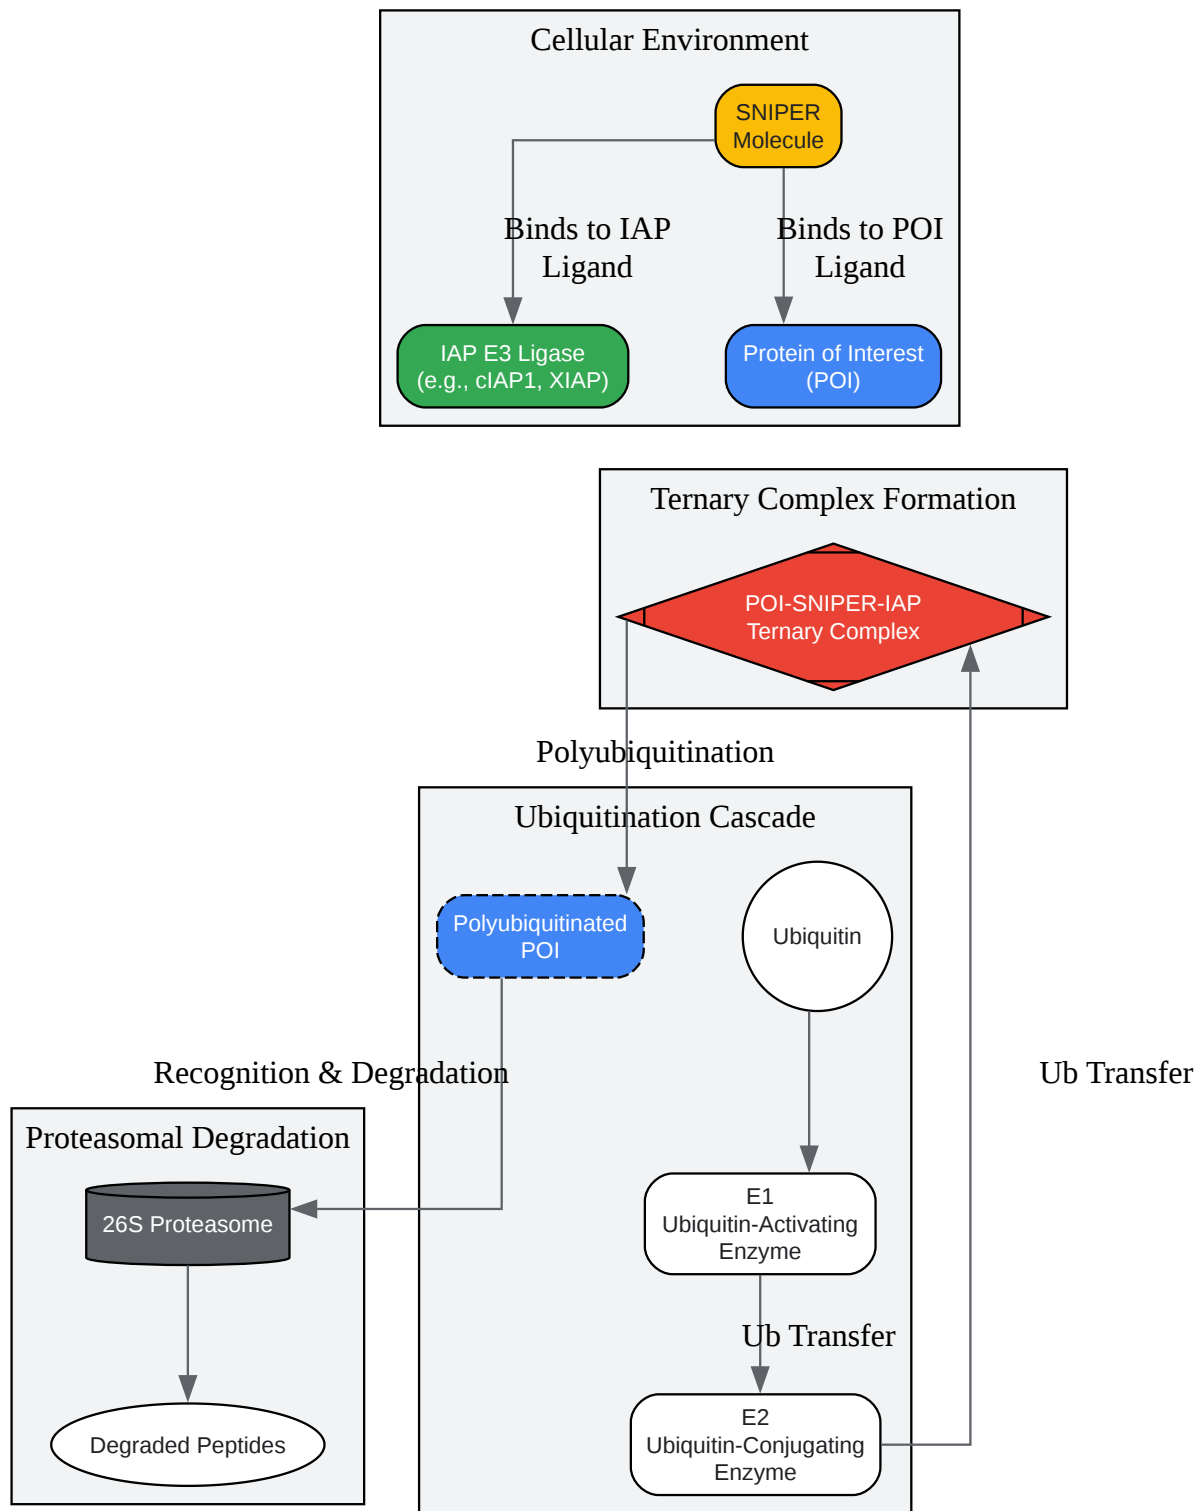 Cellular Environment
SNIPER
Molecule
Binds to IAP
Ligand
Binds to POI
Ligand
IAP E3 Ligase
(e.g., cIAP1, XIAP)
Protein of Interest
(POI)
Ternary Complex Formation
POI-SNIPER-IAP
Ternary Complex
Polyubiquitination
Ubiquitination Cascade
Polyubiquitinated
POI
Ubiquitin
Recognition & Degradation
Ub Transfer
Proteasomal Degradation
26S Proteasome
E1
Ubiquitin-Activating
Enzyme
Ub Transfer
Degraded Peptides
E2
Ubiquitin-Conjugating
Enzyme